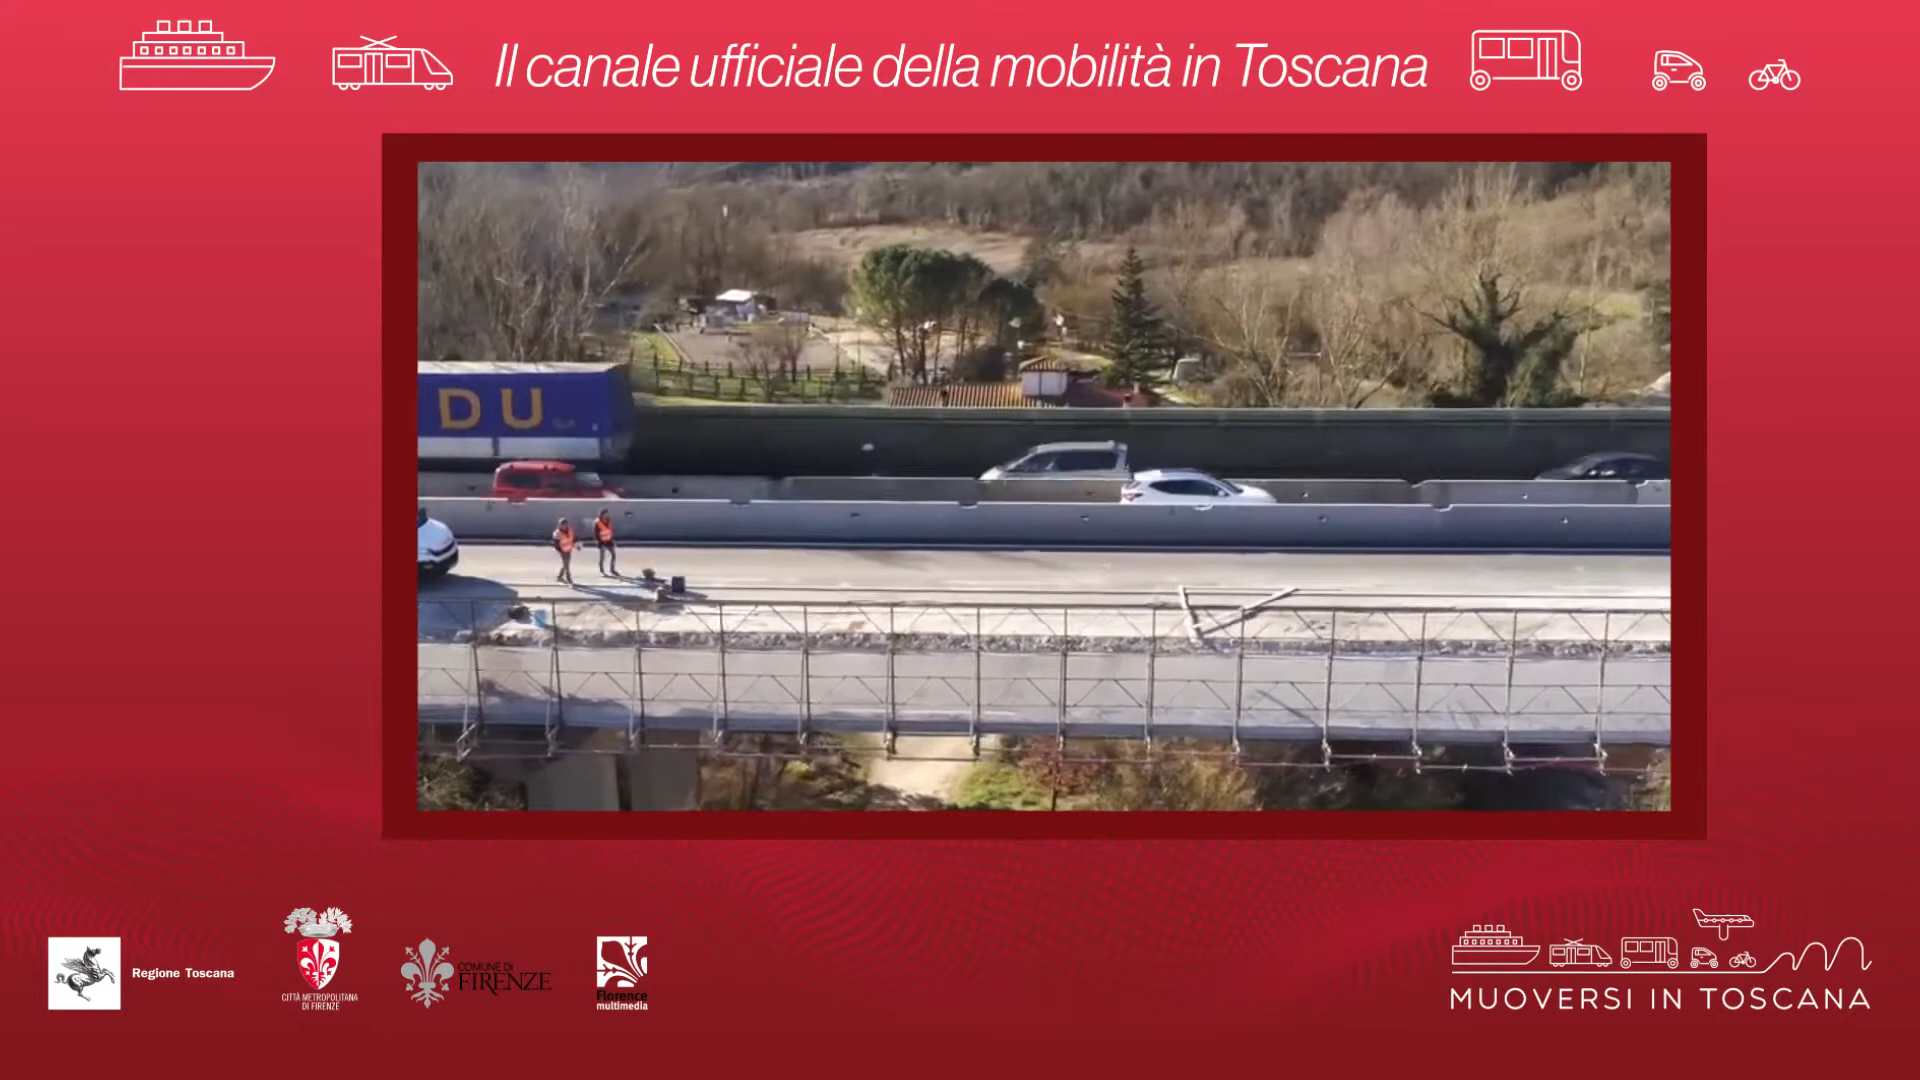 Il canale ufficiale della mobilità in Toscana
DU
Regione Toscana
CITTÀ METROPOLITANA
DI FIRENZE
COMUNE DI
FIRENZE
Florence
multimedia
MUOVERSI IN TOSCANA